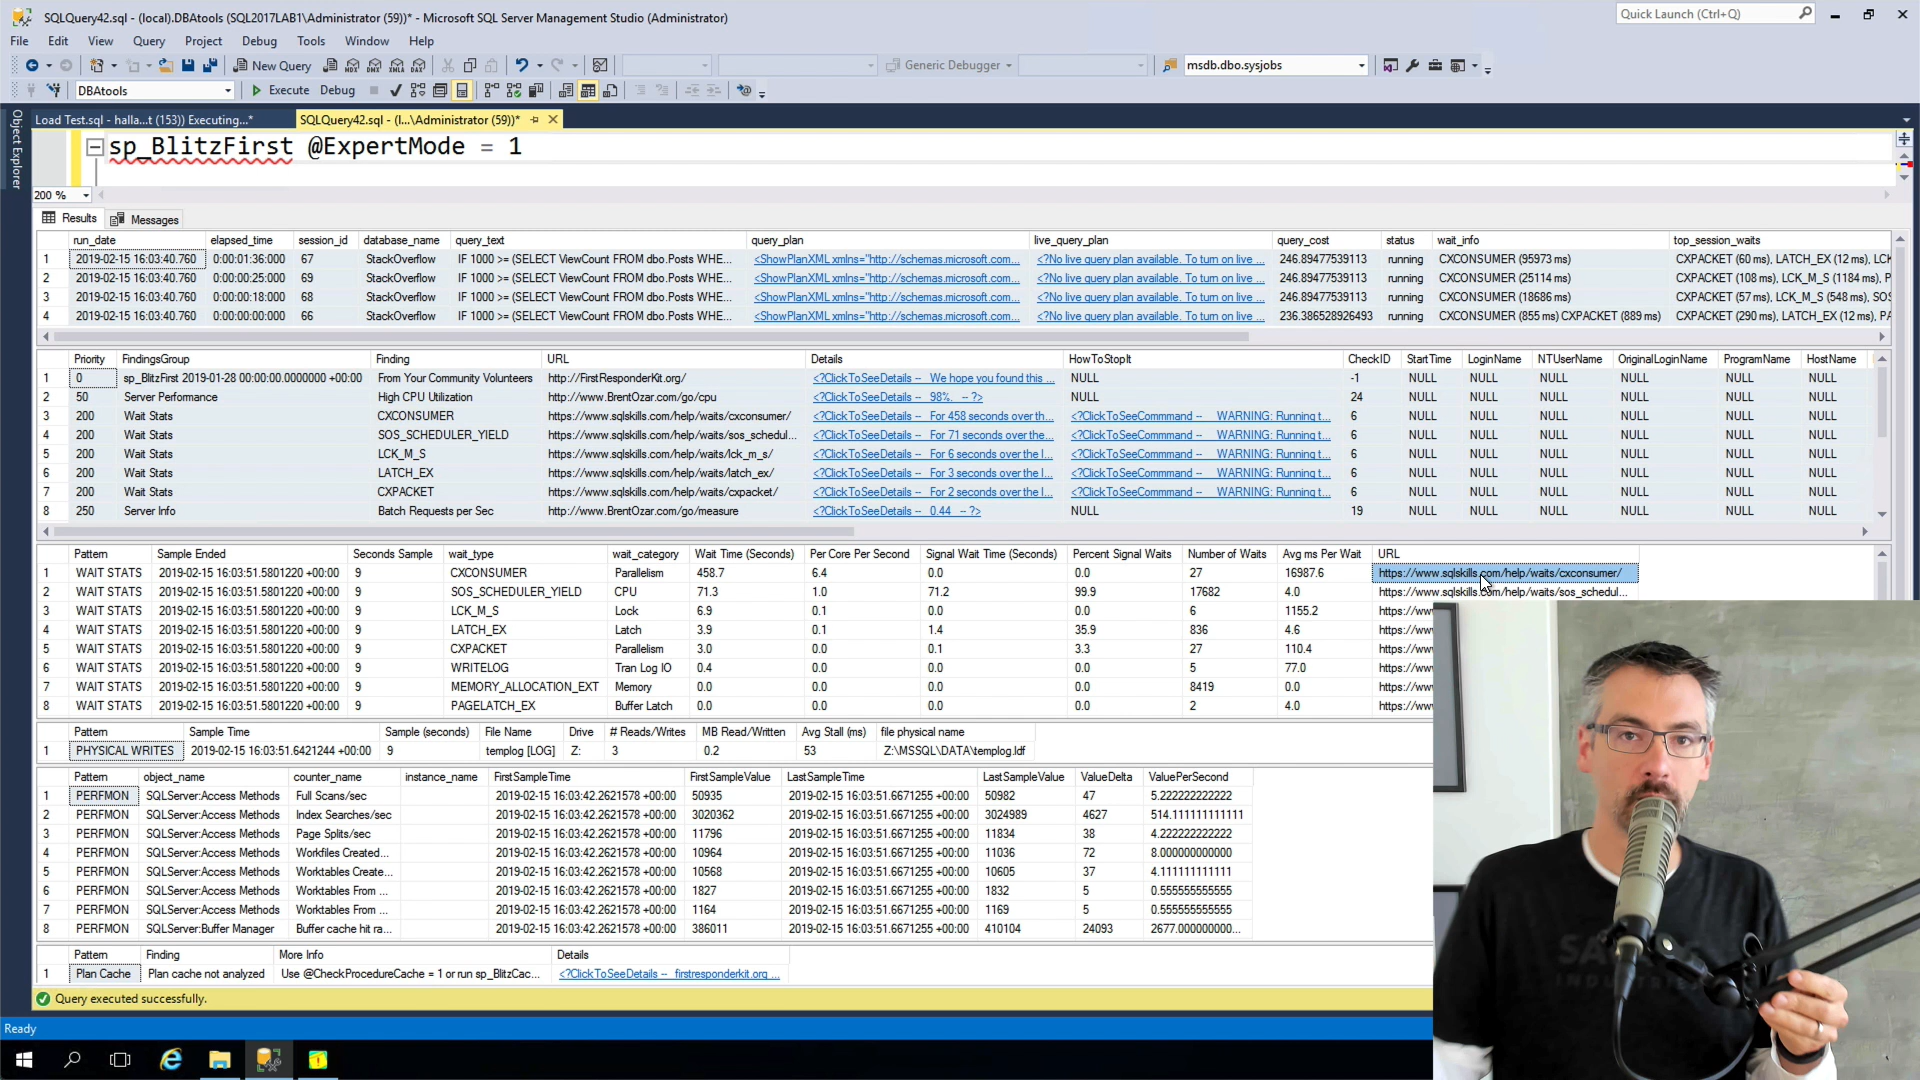 SQLQuery42.sql - (local).DBAtools (SQL2017LAB1\Administrator (59))* - Microsoft SQL Server Management Studio (Administrator)
Quick Launch (Ctrl+Q)
File Edit View Query Project Debug Tools Window Help
New Query Generic Debugger msdb.dbo.sysjobs
DBAtools Execute Debug
Object Explorer
Load Test.sql - halla...t (153)) Executing...* SQLQuery42.sql - (l...\Administrator (59))*
sp_BlitzFirst @ExpertMode = 1
200 %
Results Messages
run_date elapsed_time session_id database_name query_text query_plan live_query_plan query_cost status wait_info top_session_waits
1 2019-02-15 16:03:40.760 0:00:01:36:000 67 StackOverflow IF 1000 >= (SELECT ViewCount FROM dbo.Posts WHE... <ShowPlanXML xmlns="http://schemas.microsoft.com... <?No live query plan available. To turn on live ... 246.89477539113 running CXCONSUMER (95973 ms) CXPACKET (60 ms), LATCH_EX (12 ms), LCK
2 2019-02-15 16:03:40.760 0:00:00:25:000 69 StackOverflow IF 1000 >= (SELECT ViewCount FROM dbo.Posts WHE... <ShowPlanXML xmlns="http://schemas.microsoft.com... <?No live query plan available. To turn on live ... 246.89477539113 running CXCONSUMER (25114 ms) CXPACKET (108 ms), LCK_M_S (1184 ms), P
3 2019-02-15 16:03:40.760 0:00:00:18:000 68 StackOverflow IF 1000 >= (SELECT ViewCount FROM dbo.Posts WHE... <ShowPlanXML xmlns="http://schemas.microsoft.com... <?No live query plan available. To turn on live ... 246.89477539113 running CXCONSUMER (18686 ms) CXPACKET (57 ms), LCK_M_S (548 ms), SOS
4 2019-02-15 16:03:40.760 0:00:00:00:000 66 StackOverflow IF 1000 >= (SELECT ViewCount FROM dbo.Posts WHE... <ShowPlanXML xmlns="http://schemas.microsoft.com... <?No live query plan available. To turn on live ... 236.386528926493 running CXCONSUMER (855 ms) CXPACKET (889 ms) CXPACKET (290 ms), LATCH_EX (12 ms), PA
Priority FindingsGroup Finding URL Details HowToStopIt CheckID StartTime LoginName NTUserName OriginalLoginName ProgramName HostName
1 0 sp_BlitzFirst 2019-01-28 00:00:00.0000000 +00:00 From Your Community Volunteers http://FirstResponderKit.org/ <?ClickToSeeDetails -- We hope you found this ... NULL -1 NULL NULL NULL NULL NULL NULL
2 50 Server Performance High CPU Utilization http://www.BrentOzar.com/go/cpu <?ClickToSeeDetails -- 98%. -- ?> NULL 24 NULL NULL NULL NULL NULL NULL
3 200 Wait Stats CXCONSUMER https://www.sqlskills.com/help/waits/cxconsumer/ <?ClickToSeeDetails -- For 458 seconds over th... <?ClickToSeeCommmand -- WARNING: Running t... 6 NULL NULL NULL NULL NULL NULL
4 200 Wait Stats SOS_SCHEDULER_YIELD https://www.sqlskills.com/help/waits/sos_schedul... <?ClickToSeeDetails -- For 71 seconds over the... <?ClickToSeeCommmand -- WARNING: Running t... 6 NULL NULL NULL NULL NULL NULL
5 200 Wait Stats LCK_M_S https://www.sqlskills.com/help/waits/lck_m_s/ <?ClickToSeeDetails -- For 6 seconds over the l... <?ClickToSeeCommmand -- WARNING: Running t... 6 NULL NULL NULL NULL NULL NULL
6 200 Wait Stats LATCH_EX https://www.sqlskills.com/help/waits/latch_ex/ <?ClickToSeeDetails -- For 3 seconds over the l... <?ClickToSeeCommmand -- WARNING: Running t... 6 NULL NULL NULL NULL NULL NULL
7 200 Wait Stats CXPACKET https://www.sqlskills.com/help/waits/cxpacket/ <?ClickToSeeDetails -- For 2 seconds over the l... <?ClickToSeeCommmand -- WARNING: Running t... 6 NULL NULL NULL NULL NULL NULL
8 250 Server Info Batch Requests per Sec http://www.BrentOzar.com/go/measure <?ClickToSeeDetails -- 0.44 -- ?> NULL 19 NULL NULL NULL NULL NULL NULL
Pattern Sample Ended Seconds Sample wait_type wait_category Wait Time (Seconds) Per Core Per Second Signal Wait Time (Seconds) Percent Signal Waits Number of Waits Avg ms Per Wait URL
1 WAIT STATS 2019-02-15 16:03:51.5801220 +00:00 9 CXCONSUMER Parallelism 458.7 6.4 0.0 0.0 27 16987.6 https://www.sqlskills.com/help/waits/cxconsumer/
2 WAIT STATS 2019-02-15 16:03:51.5801220 +00:00 9 SOS_SCHEDULER_YIELD CPU 71.3 1.0 71.2 99.9 17682 4.0 https://www.sqlskills.com/help/waits/sos_schedul...
3 WAIT STATS 2019-02-15 16:03:51.5801220 +00:00 9 LCK_M_S Lock 6.9 0.1 0.0 0.0 6 1155.2 https://ww
4 WAIT STATS 2019-02-15 16:03:51.5801220 +00:00 9 LATCH_EX Latch 3.9 0.1 1.4 35.9 836 4.6 https://ww
5 WAIT STATS 2019-02-15 16:03:51.5801220 +00:00 9 CXPACKET Parallelism 3.0 0.0 0.1 3.3 27 110.4 https://ww
6 WAIT STATS 2019-02-15 16:03:51.5801220 +00:00 9 WRITELOG Tran Log IO 0.4 0.0 0.0 0.0 5 77.0 https://ww
7 WAIT STATS 2019-02-15 16:03:51.5801220 +00:00 9 MEMORY_ALLOCATION_EXT Memory 0.0 0.0 0.0 0.0 8419 0.0 https://ww
8 WAIT STATS 2019-02-15 16:03:51.5801220 +00:00 9 PAGELATCH_EX Buffer Latch 0.0 0.0 0.0 0.0 2 4.0 https://ww
Pattern Sample Time Sample (seconds) File Name Drive # Reads/Writes MB Read/Written Avg Stall (ms) file physical name
1 PHYSICAL WRITES 2019-02-15 16:03:51.6421244 +00:00 9 templog [LOG] Z: 3 0.2 53 Z:\MSSQL\DATA\templog.ldf
Pattern object_name counter_name instance_name FirstSampleTime FirstSampleValue LastSampleTime LastSampleValue ValueDelta ValuePerSecond
1 PERFMON SQLServer:Access Methods Full Scans/sec 2019-02-15 16:03:42.2621578 +00:00 50935 2019-02-15 16:03:51.6671255 +00:00 50982 47 5.222222222222
2 PERFMON SQLServer:Access Methods Index Searches/sec 2019-02-15 16:03:42.2621578 +00:00 3020362 2019-02-15 16:03:51.6671255 +00:00 3024989 4627 514.111111111111
3 PERFMON SQLServer:Access Methods Page Splits/sec 2019-02-15 16:03:42.2621578 +00:00 11796 2019-02-15 16:03:51.6671255 +00:00 11834 38 4.222222222222
4 PERFMON SQLServer:Access Methods Workfiles Created... 2019-02-15 16:03:42.2621578 +00:00 10964 2019-02-15 16:03:51.6671255 +00:00 11036 72 8.000000000000
5 PERFMON SQLServer:Access Methods Worktables Create... 2019-02-15 16:03:42.2621578 +00:00 10568 2019-02-15 16:03:51.6671255 +00:00 10605 37 4.111111111111
6 PERFMON SQLServer:Access Methods Worktables From ... 2019-02-15 16:03:42.2621578 +00:00 1827 2019-02-15 16:03:51.6671255 +00:00 1832 5 0.555555555555
7 PERFMON SQLServer:Access Methods Worktables From ... 2019-02-15 16:03:42.2621578 +00:00 1164 2019-02-15 16:03:51.6671255 +00:00 1169 5 0.555555555555
8 PERFMON SQLServer:Buffer Manager Buffer cache hit ra... 2019-02-15 16:03:42.2621578 +00:00 386011 2019-02-15 16:03:51.6671255 +00:00 410104 24093 2677.000000000...
Pattern Finding More Info Details
1 Plan Cache Plan cache not analyzed Use @CheckProcedureCache = 1 or run sp_BlitzCac... <?ClickToSeeDetails -- firstresponderkit.org ...
Query executed successfully.
Ready